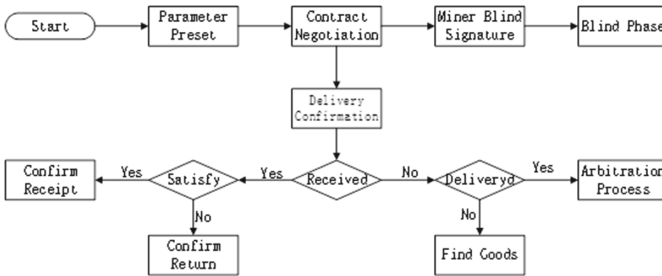 Start
Parameter
Preset
Contract
Negotiation
Miner Blind
Signature
Blind Phase
Delivery
Confirmation
Confirm
Receipt
Yes
Satisfy
Yes
Received
No
Deliveryd
Yes
Arbitration
Process
No
No
Confirm
Return
Find Goods